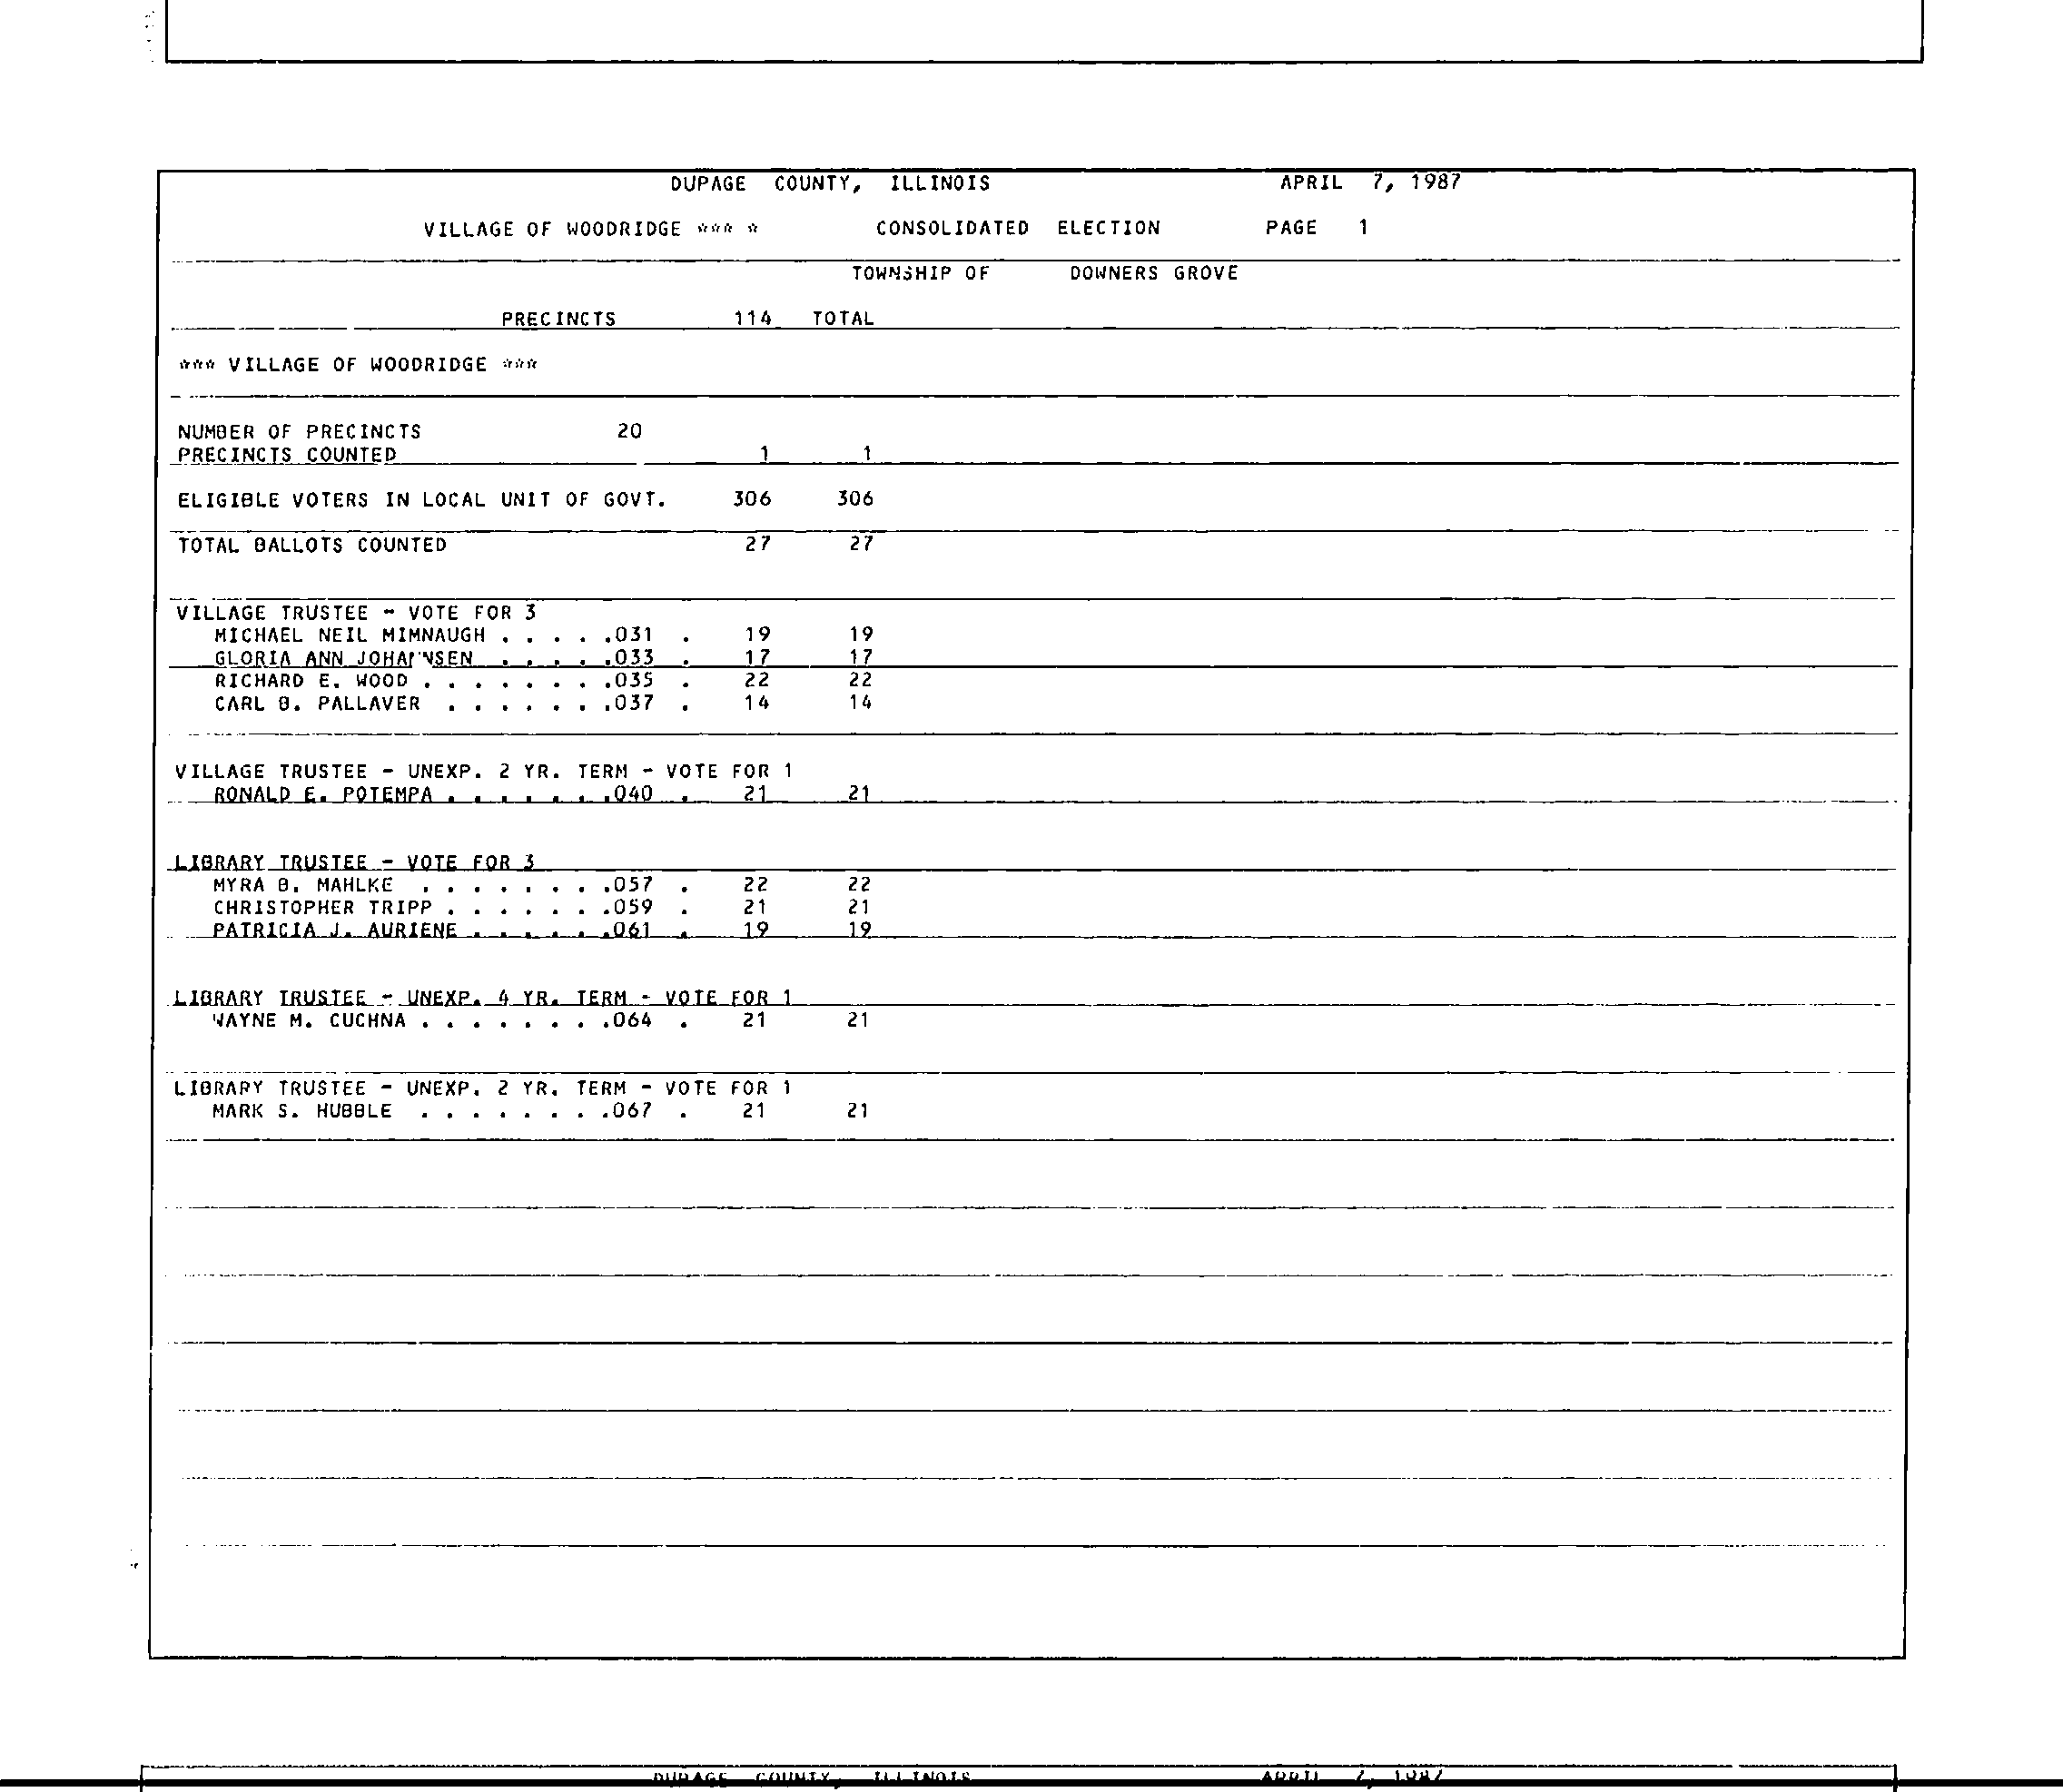 DUPAGE COUNTY, ILLINOIS APRIL 7, 1987
VILLAGE OF WOODRIDGE *** * CONSOLIDATED ELECTION PAGE 1
TOWNSHIP OF DOWNERS GROVE
PRECINCTS 114 TOTAL
*** VILLAGE OF WOODRIDGE ***
NUMBER OF PRECINCTS 20
PRECINCTS COUNTED 1 1
ELIGIBLE VOTERS IN LOCAL UNIT OF GOVT. 306 306
TOTAL BALLOTS COUNTED 27 27
VILLAGE TRUSTEE - VOTE FOR 3
MICHAEL NEIL MIMNAUGH . . . . .031 . 19 19
GLORIA ANN JOHANNSEN . . . . .033 . 17 17
RICHARD E. WOOD . . . . . . . .035 . 22 22
CARL B. PALLAVER . . . . . . .037 . 14 14
VILLAGE TRUSTEE - UNEXP. 2 YR. TERM - VOTE FOR 1
RONALD E. POTEMPA . . . . . . .040 . 21 21
LIBRARY TRUSTEE - VOTE FOR 3
MYRA B. MAHLKE . . . . . . . .057 . 22 22
CHRISTOPHER TRIPP . . . . . . .059 . 21 21
PATRICIA J. AURIENE . . . . . .061 . 19 19
LIBRARY TRUSTEE - UNEXP. 4 YR. TERM - VOTE FOR 1
WAYNE M. CUCHNA . . . . . . . .064 . 21 21
LIBRARY TRUSTEE - UNEXP. 2 YR. TERM - VOTE FOR 1
MARK S. HUBBLE . . . . . . . .067 . 21 21
DUPAGE COUNTY, ILLINOIS APRIL 7, 1987